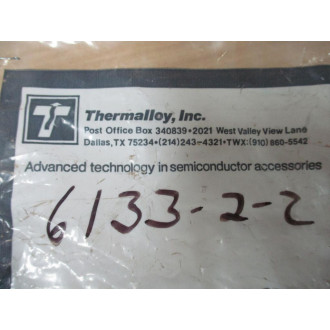 Thermalloy, Inc.
Post Office Box 340839•2021 West Valley View Lane
Dallas, TX 75234•(214)243-4321•TWX:(910)860-5542
Advanced technology in semiconductor accessories
6133-2-2